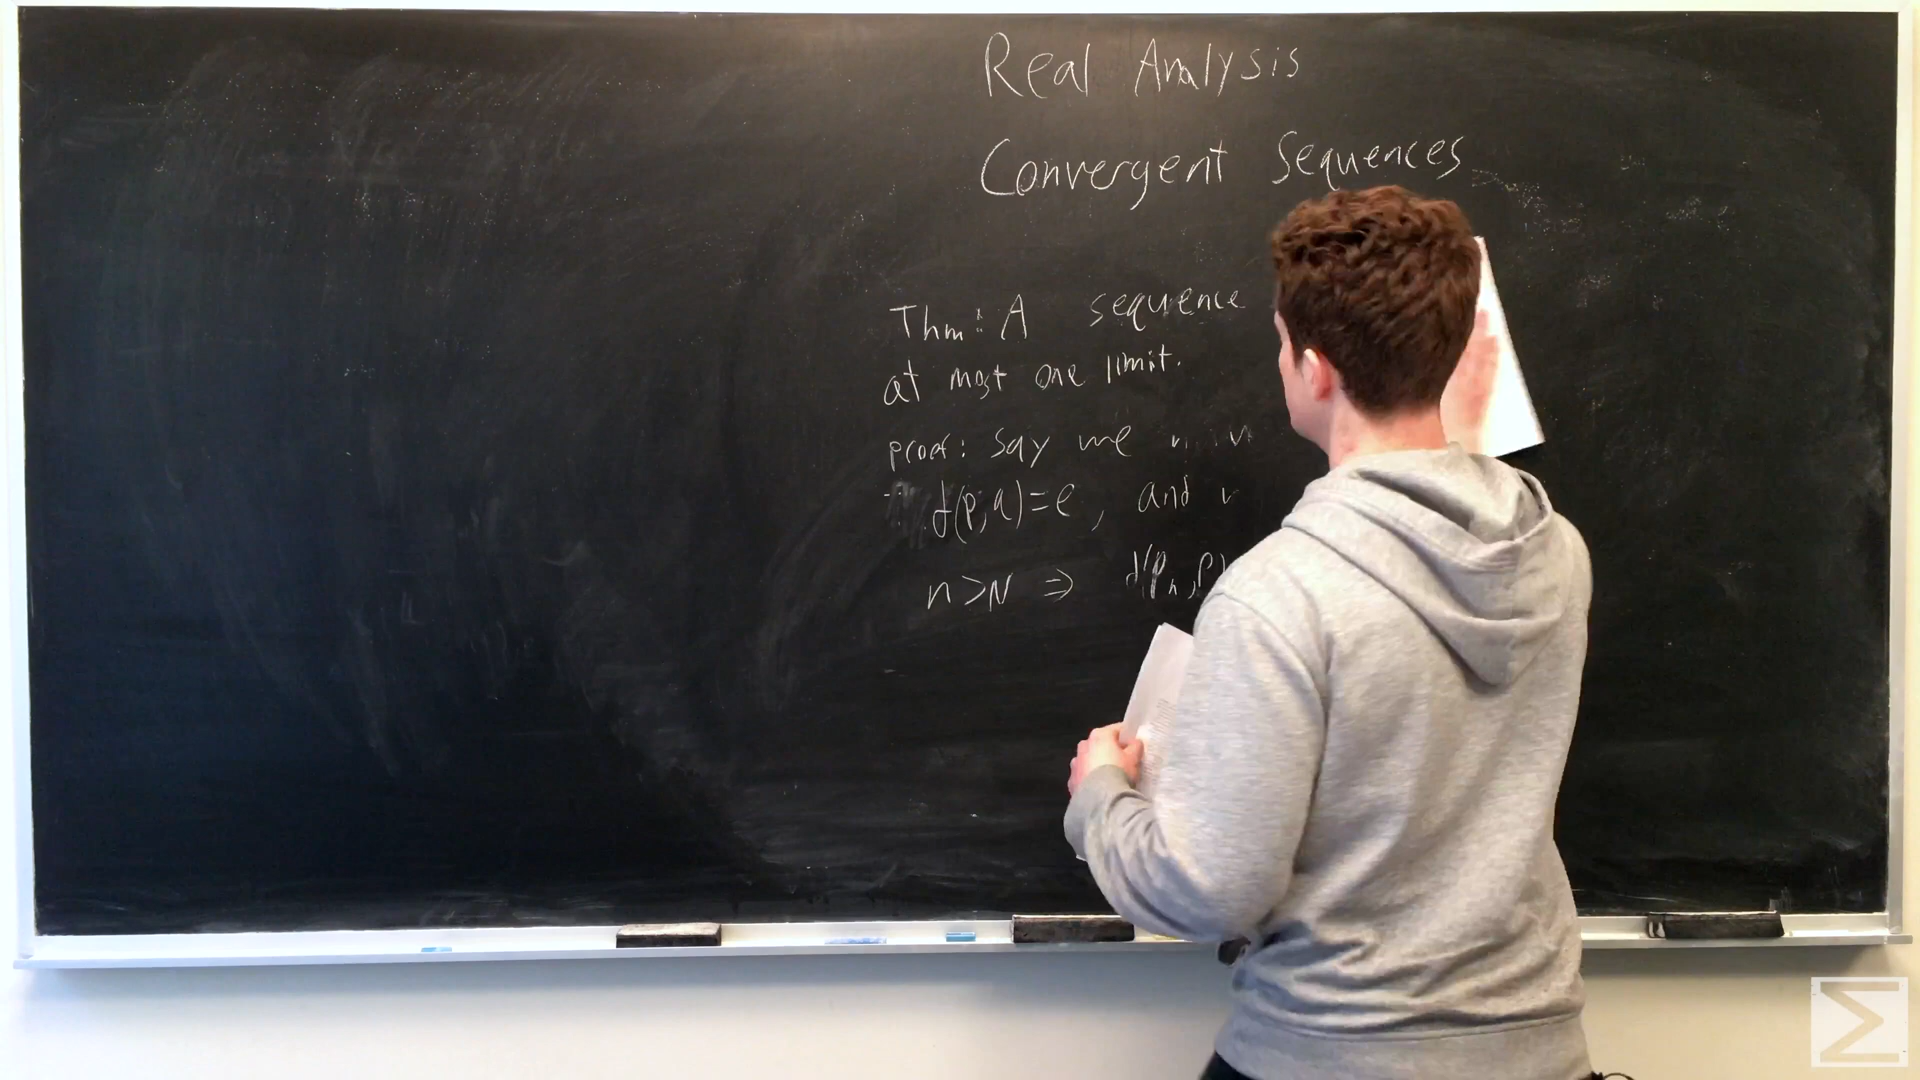 Real Analysis
Convergent Sequences
Thm: A sequence
at most one limit.
proof: Say we
d(p,q)=e, and
n>N ⇒ d(pₙ,p)
Σ